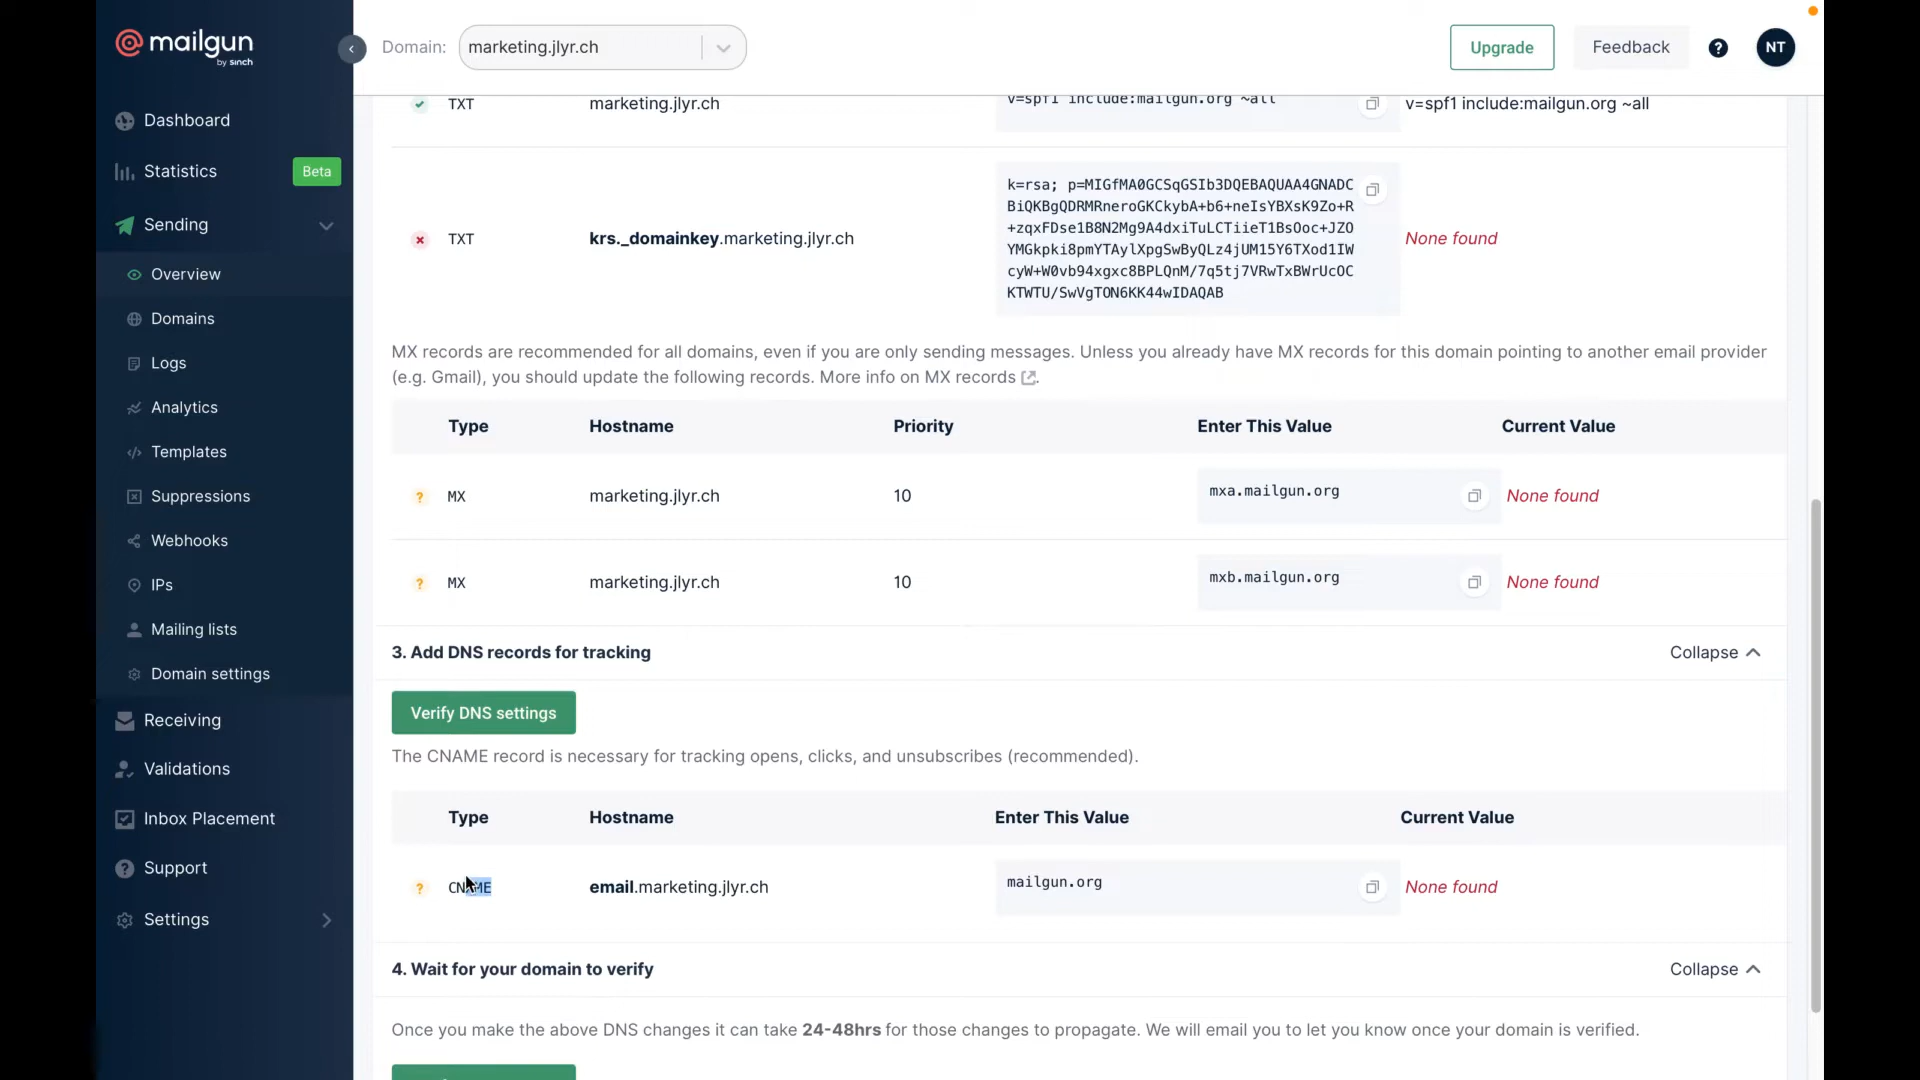 mailgun
by sinch
Domain: marketing.jlyr.ch
Upgrade
Feedback
?
NT
Dashboard
Statistics
Beta
Sending
Overview
Domains
Logs
Analytics
Templates
Suppressions
Webhooks
IPs
Mailing lists
Domain settings
Receiving
Validations
Inbox Placement
Support
Settings
TXT marketing.jlyr.ch v=spf1 include:mailgun.org ~all v=spf1 include:mailgun.org ~all
k=rsa; p=MIGfMA0GCSqGSIb3DQEBAQUAA4GNADC
BiQKBgQDRMRneroGKCkybA+b6+neIsYBXsK9Zo+R
TXT krs._domainkey.marketing.jlyr.ch +zqxFDse1B8N2Mg9A4dxiTuLCTiieT1BsOoc+JZO None found
YMGkpki8pmYTAylXpgSwByQLz4jUM15Y6TXod1IW
cyW+W0vb94xgxc8BPLQnM/7q5tj7VRwTxBWrUcOC
KTWTU/SwVgTON6KK44wIDAQAB
MX records are recommended for all domains, even if you are only sending messages. Unless you already have MX records for this domain pointing to another email provider
(e.g. Gmail), you should update the following records. More info on MX records.
Type Hostname Priority Enter This Value Current Value
? MX marketing.jlyr.ch 10 mxa.mailgun.org None found
? MX marketing.jlyr.ch 10 mxb.mailgun.org None found
3. Add DNS records for tracking Collapse
Verify DNS settings
The CNAME record is necessary for tracking opens, clicks, and unsubscribes (recommended).
Type Hostname Enter This Value Current Value
? CNAME email.marketing.jlyr.ch mailgun.org None found
4. Wait for your domain to verify Collapse
Once you make the above DNS changes it can take 24-48hrs for those changes to propagate. We will email you to let you know once your domain is verified.